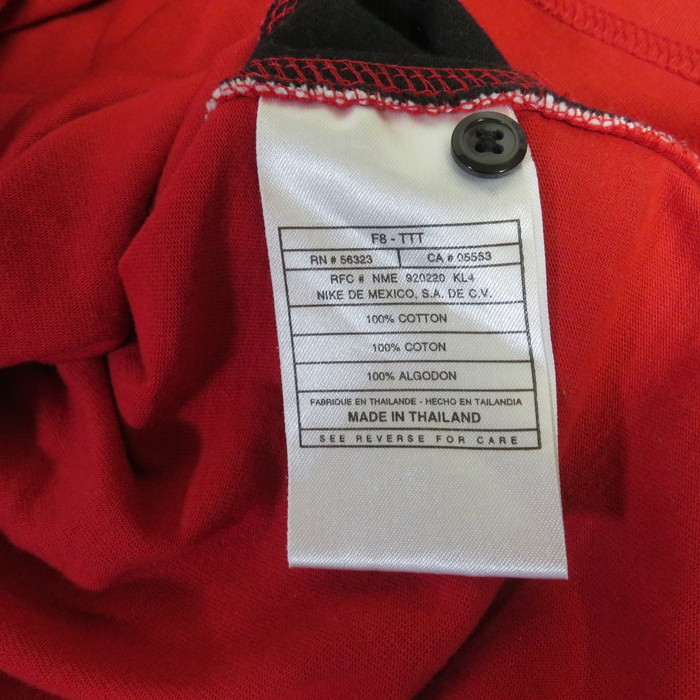 F8 - TTT
RN # 56323 CA # 05553
RFC # NME 920220 KL4
NIKE DE MEXICO, S.A. DE C.V.
100% COTTON
100% COTON
100% ALGODON
FABRIQUE EN THAILANDE - HECHO EN TAILANDIA
MADE IN THAILAND
SEE REVERSE FOR CARE